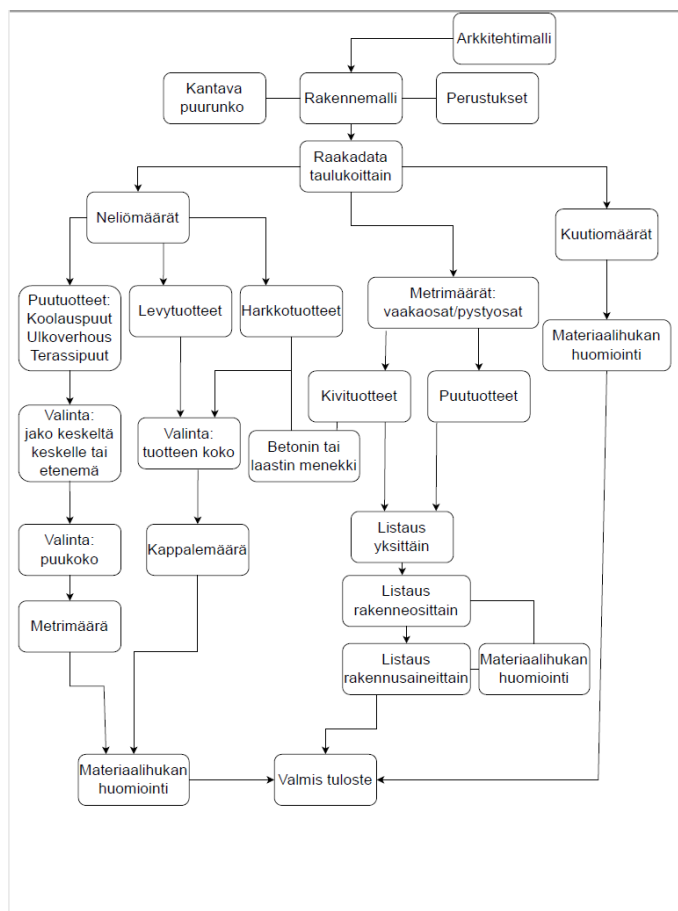 Arkkitehtimalli
Kantava
puurunko
Rakennemalli
Perustukset
Raakadata
taulukoittain
Neliömäärät
Kuutiomäärät
Puutuotteet:
Koolauspuut
Ulkoverhous
Terassipuut
Levytuotteet
Harkkotuotteet
Metrimäärät:
vaakaosat/pystyosat
Materiaalihukan
huomiointi
Kivituotteet
Puutuotteet
Valinta:
jako keskeltä
keskelle tai
etenemä
Valinta:
tuotteen koko
Betonin tai
laastin menekki
Valinta:
puukoko
Kappalemäärä
Listaus
yksittäin
Listaus
rakenneosittain
Metrimäärä
Listaus
rakennusaineittain
Materiaalihukan
huomiointi
Materiaalihukan
huomiointi
Valmis tuloste